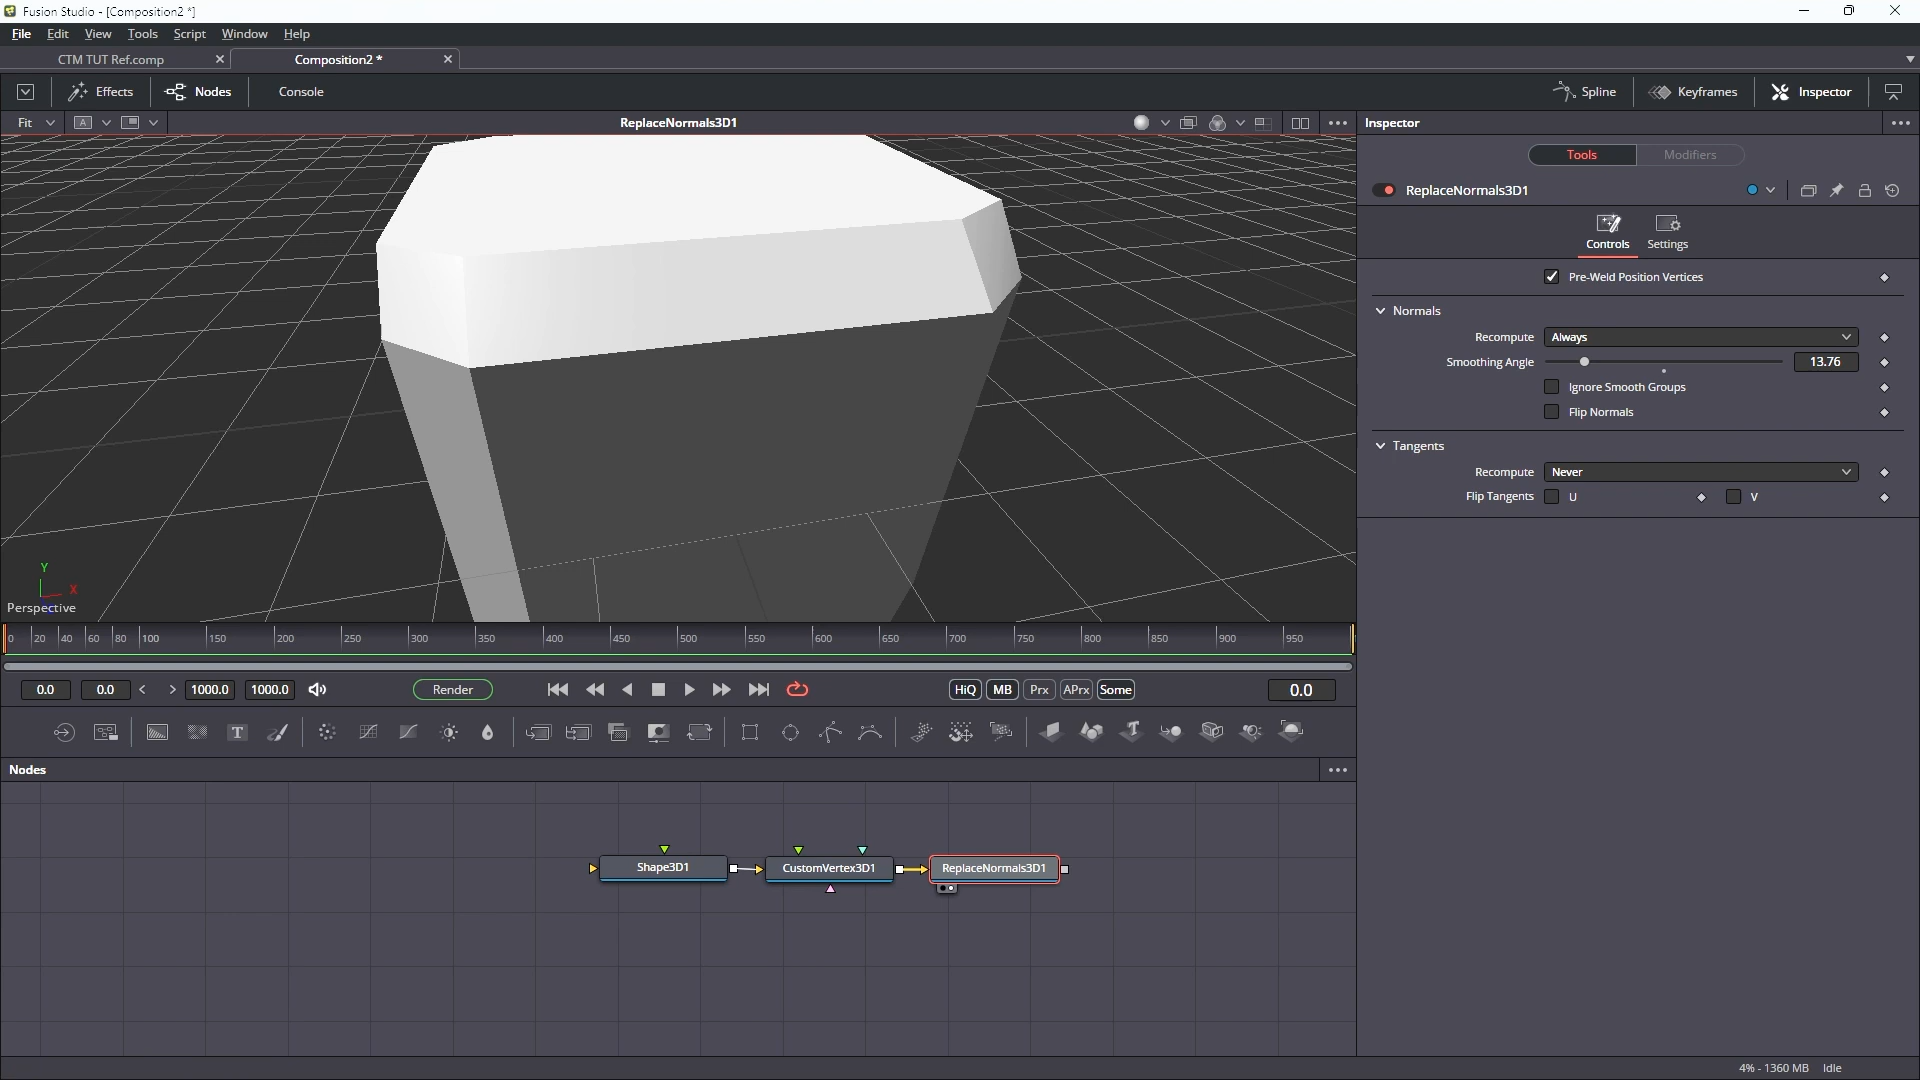 Fusion Studio - [Composition2 *]
File Edit View Tools Script Window Help
CTM TUT Ref.comp Composition2 *
Effects Nodes Console Spline Keyframes Inspector
Fit A ReplaceNormals3D1 Inspector
Tools Modifiers
ReplaceNormals3D1
Controls Settings
Pre-Weld Position Vertices
Normals
Recompute Always
Smoothing Angle 13.76
Ignore Smooth Groups
Flip Normals
Tangents
Recompute Never
Flip Tangents U V
Y
X
Perspective
0 20 40 60 80 100 150 200 250 300 350 400 450 500 550 600 650 700 750 800 850 900 950
0.0 0.0 < > 1000.0 1000.0 Render HiQ MB Prx APrx Some 0.0
T T
Nodes
Shape3D1 CustomVertex3D1 ReplaceNormals3D1
4% - 1360 MB Idle